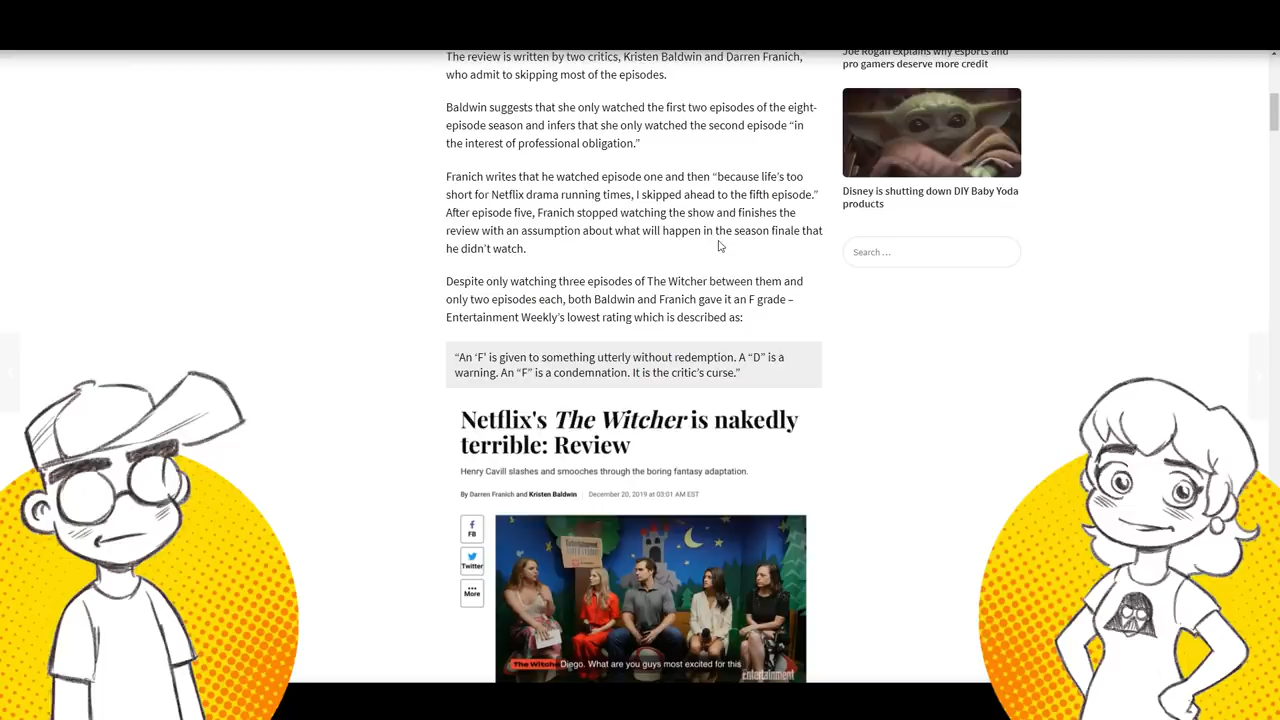 The review is written by two critics, Kristen Baldwin and Darren Franich,
who admit to skipping most of the episodes.
Baldwin suggests that she only watched the first two episodes of the eight-
episode season and infers that she only watched the second episode “in
the interest of professional obligation.”
Franich writes that he watched episode one and then “because life’s too
short for Netflix drama running times, I skipped ahead to the fifth episode.”
After episode five, Franich stopped watching the show and finishes the
review with an assumption about what will happen in the season finale that
he didn’t watch.
Despite only watching three episodes of The Witcher between them and
only two episodes each, both Baldwin and Franich gave it an F grade –
Entertainment Weekly’s lowest rating which is described as:
“An ‘F’ is given to something utterly without redemption. A “D” is a
warning. An “F” is a condemnation. It is the critic’s curse.”
Netflix's The Witcher is nakedly
terrible: Review
Henry Cavill slashes and smooches through the boring fantasy adaptation.
By Darren Franich and Kristen Baldwin | December 20, 2019 at 03:01 AM EST
FB
Twitter
More
The Witche Diego. What are you guys most excited for this
Entertainment
Joe Rogan explains why esports and
pro gamers deserve more credit
Disney is shutting down DIY Baby Yoda
products
Search …